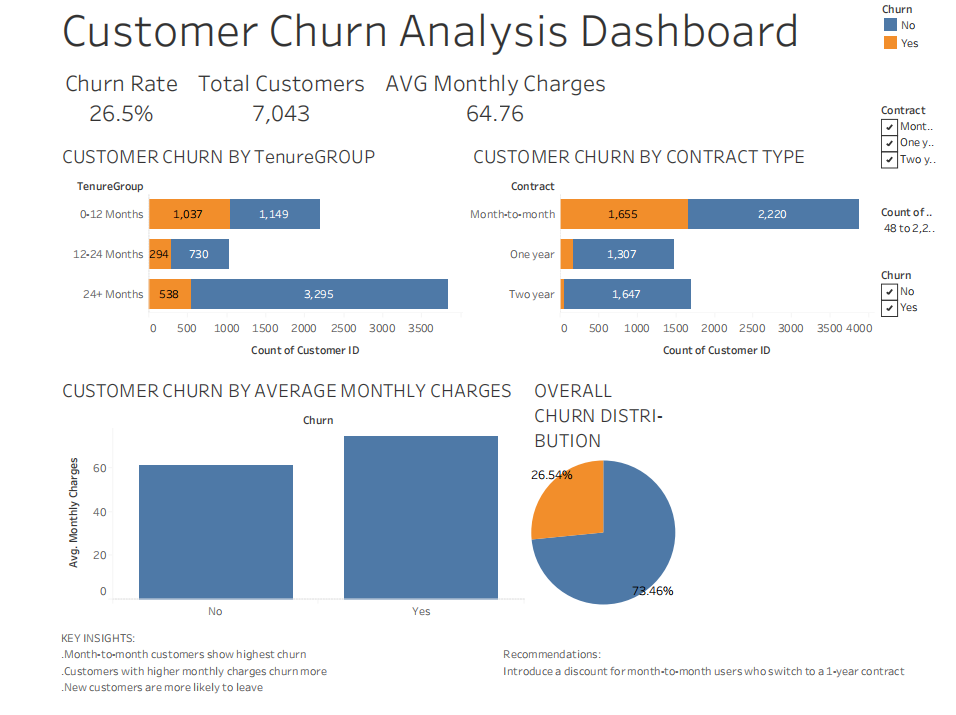 Customer Churn Analysis Dashboard
Churn
No
Yes
Churn Rate Total Customers AVG Monthly Charges
26.5% 7,043 64.76
Contract
Mont..
One y..
Two y..
Count of ..
48 to 2,2..
Churn
No
Yes
CUSTOMER CHURN BY TenureGROUP
TenureGroup
0-12 Months 1,037 1,149
12-24 Months 294 730
24+ Months 538 3,295
0 500 1000 1500 2000 2500 3000 3500
Count of Customer ID
CUSTOMER CHURN BY CONTRACT TYPE
Contract
Month-to-month 1,655 2,220
One year 1,307
Two year 1,647
0 500 1000 1500 2000 2500 3000 3500 4000
Count of Customer ID
CUSTOMER CHURN BY AVERAGE MONTHLY CHARGES
Churn
Avg. Monthly Charges
60
40
20
0
No Yes
OVERALL
CHURN DISTRI-
BUTION
26.54%
73.46%
KEY INSIGHTS:
.Month-to-month customers show highest churn
.Customers with higher monthly charges churn more
.New customers are more likely to leave
Recommendations:
Introduce a discount for month-to-month users who switch to a 1-year contract